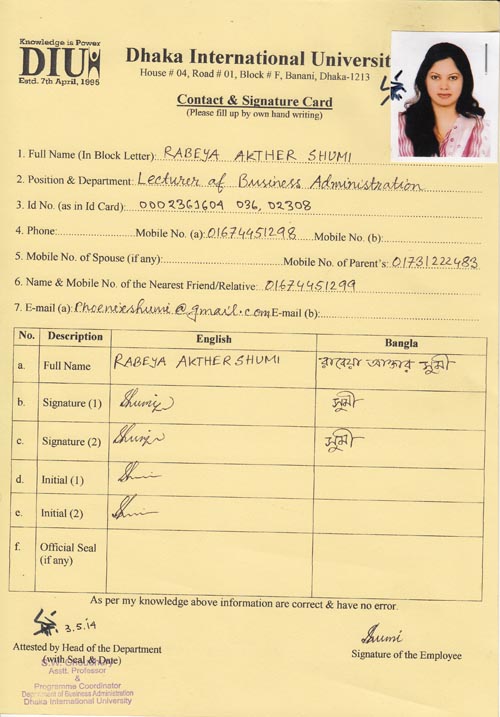 Knowledge is Power
DIU
Estd. 7th April, 1995
Dhaka International Universit
House # 04, Road # 01, Block # F, Banani, Dhaka-1213
Contact & Signature Card
(Please fill up by own hand writing)
1. Full Name (In Block Letter): RABEYA AKTHER SHUMI
2. Position & Department: Lecturer of Business Administration
3. Id No. (as in Id Card): 0002361604 036, 02308
4. Phone: Mobile No. (a): 01674451298 Mobile No. (b):
5. Mobile No. of Spouse (if any): Mobile No. of Parent's: 01731222483
6. Name & Mobile No. of the Nearest Friend/Relative: 01674451299
7. E-mail (a): Phoenixshumi@gmail.com E-mail (b):
No. Description English Bangla
a. Full Name RABEYA AKTHER SHUMI রাবেয়া আক্তার সুমী
b. Signature (1) Shumi সুমী
c. Signature (2) Shumi সুমী
d. Initial (1)
e. Initial (2)
f. Official Seal
(if any)
As per my knowledge above information are correct & have no error.
3.5.14 Shumi
Attested by Head of the Department Signature of the Employee
(with Seal & Date)
Asstt. Professor
&
Programme Coordinator
Department of Business Administration
Dhaka International University